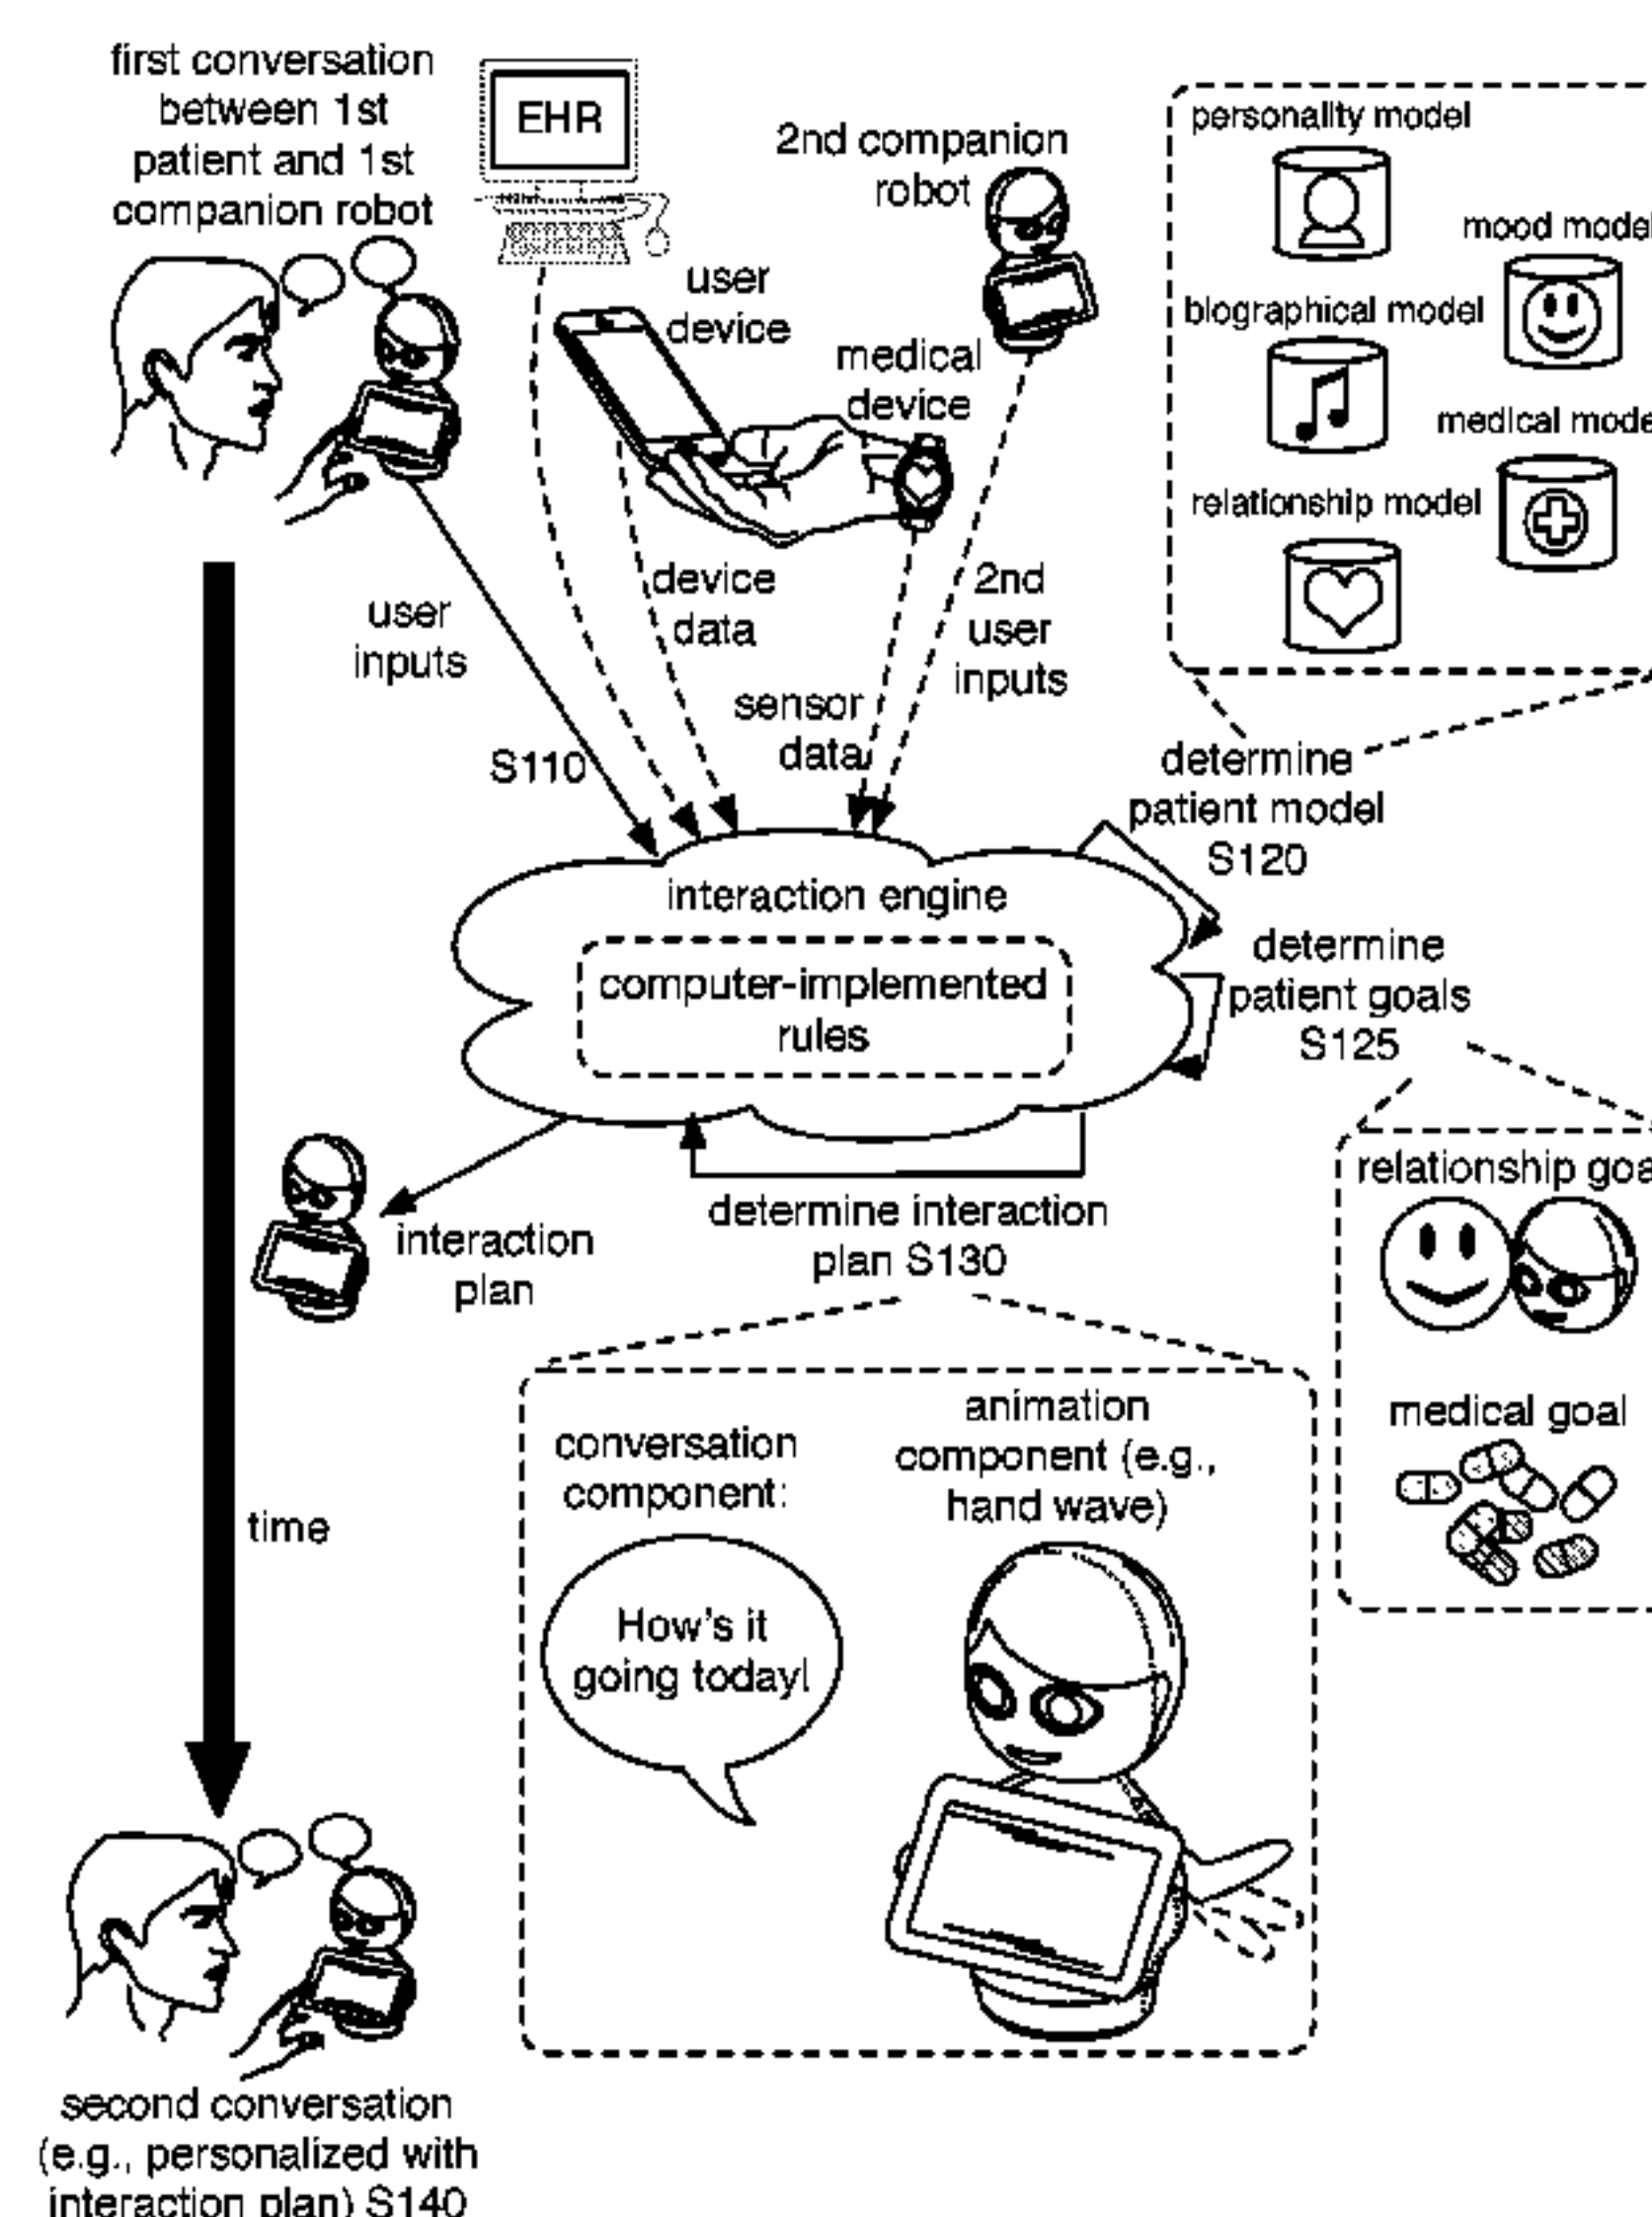 first conversation
between 1st
patient and 1st
companion robot
EHR
2nd companion
robot
user
device
medical
device
personality model
mood model
biographical model
medical mode
relationship model
user
inputs
device
data
2nd
user
inputs
sensor
data
S110
determine
patient model
S120
interaction engine
computer-implemented
rules
determine
patient goals
S125
interaction
plan
determine interaction
plan S130
relationship goa
medical goal
conversation
component:
animation
component (e.g.,
hand wave)
How's it
going today!
time
second conversation
(e.g., personalized with
interaction plan) S140